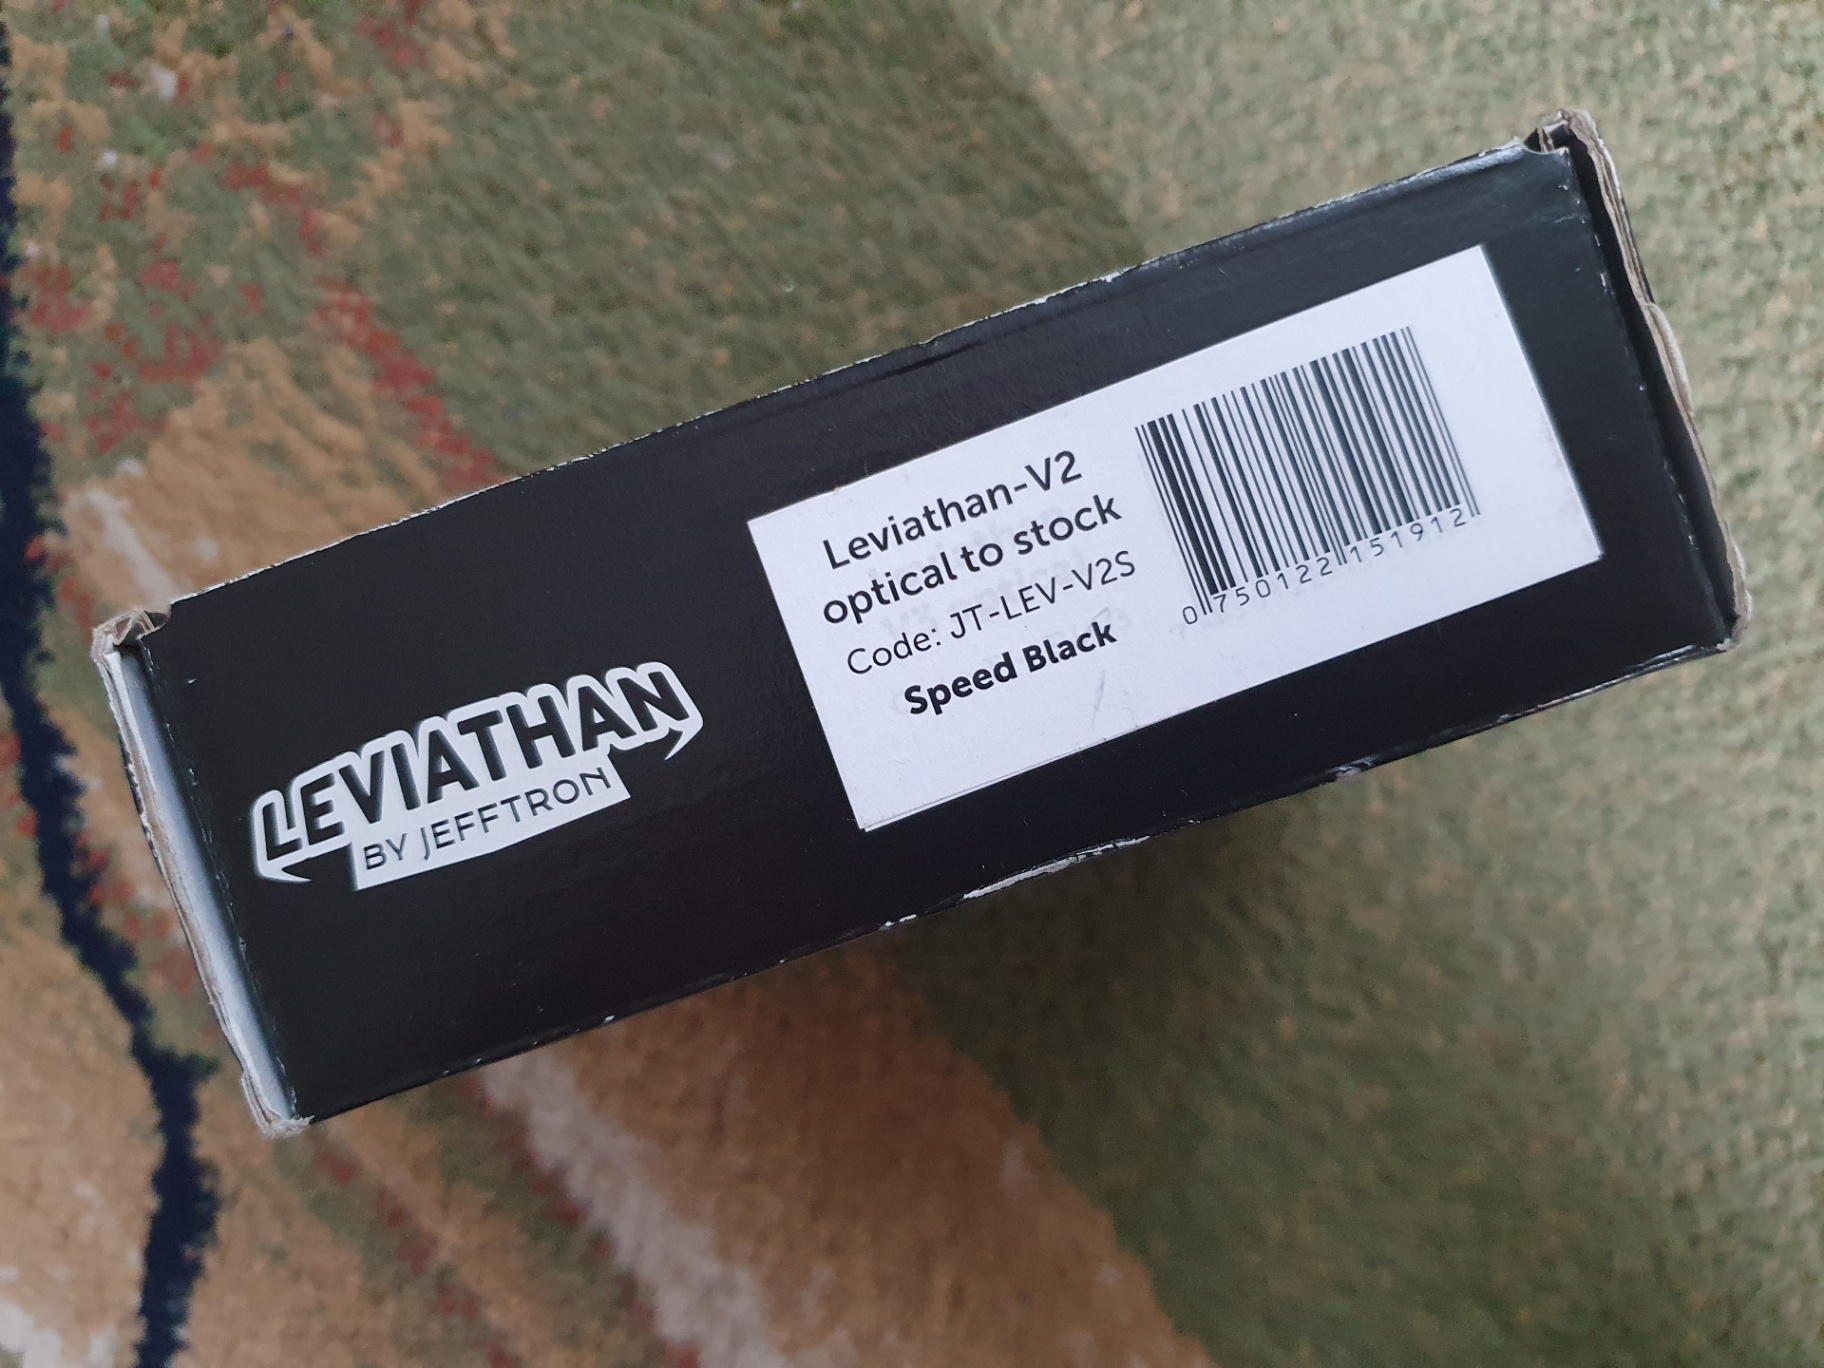 LEVIATHAN
BY JEFFTRON
Leviathan-V2
optical to stock
Code: JT-LEV-V2S
Speed Black
0 750122 151912